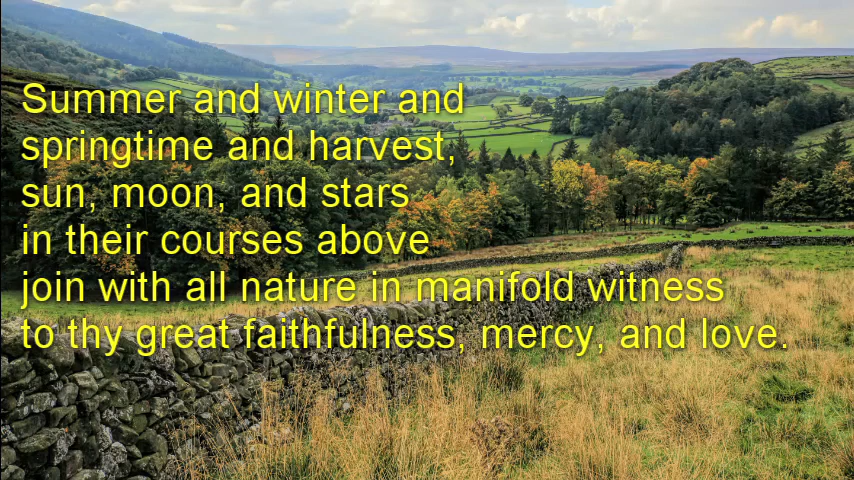 Summer and winter and
springtime and harvest,
sun, moon, and stars
in their courses above
join with all nature in manifold witness
to thy great faithfulness, mercy, and love.